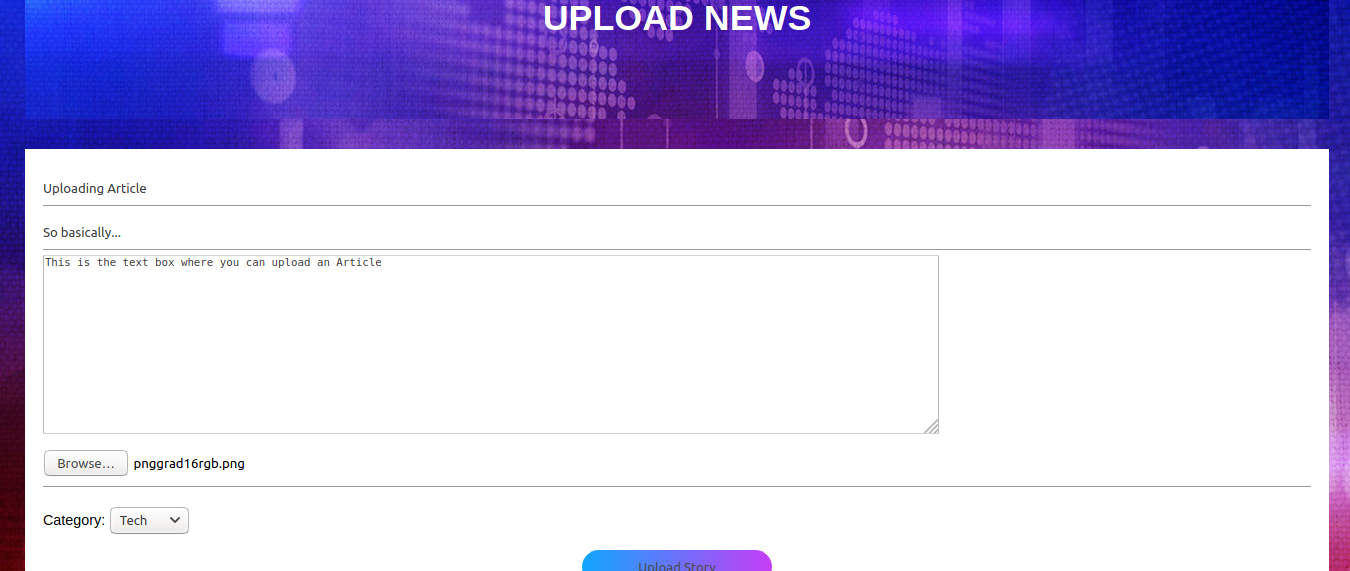 UPLOAD NEWS
Uploading Article
So basically...
This is the text box where you can upload an Article
Browse... pnggrad16rgb.png
Category: Tech
Upload Story